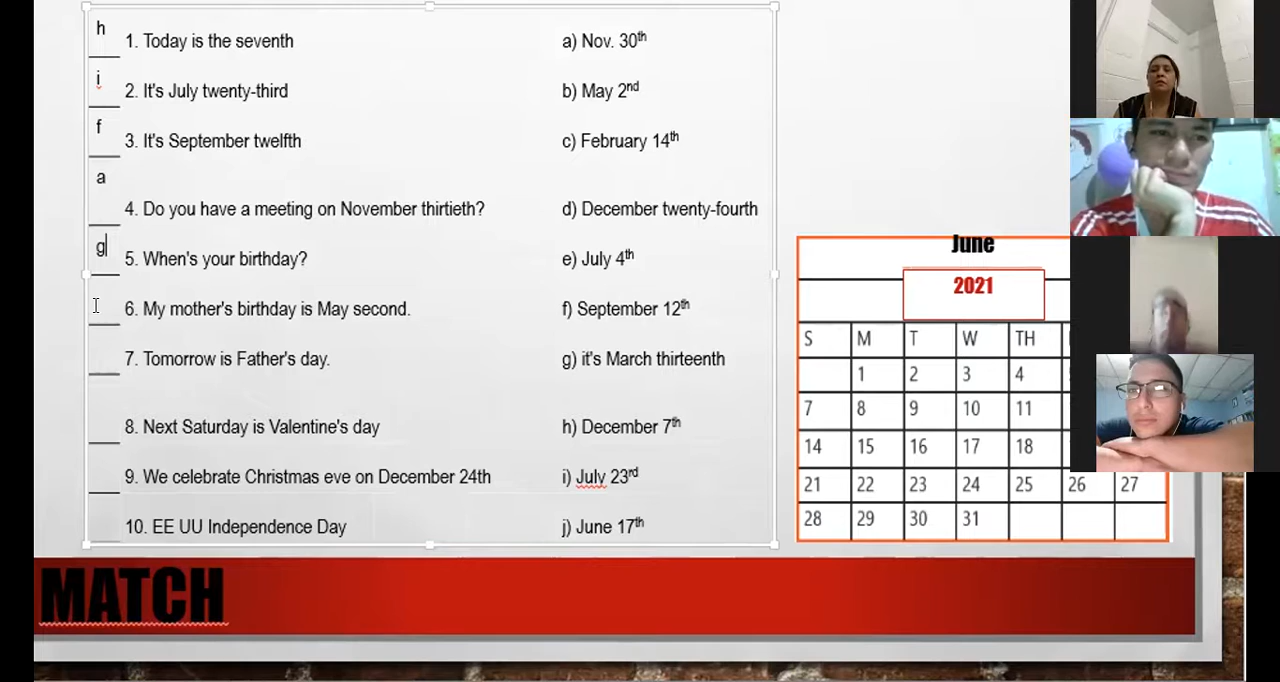 h
1. Today is the seventh
a) Nov. 30th
i
2. It's July twenty-third
b) May 2nd
f
3. It's September twelfth
c) February 14th
a
4. Do you have a meeting on November thirtieth?
d) December twenty-fourth
g
5. When's your birthday?
e) July 4th
6. My mother's birthday is May second.
f) September 12th
7. Tomorrow is Father's day.
g) it's March thirteenth
8. Next Saturday is Valentine's day
h) December 7th
9. We celebrate Christmas eve on December 24th
i) July 23rd
10. EE UU Independence Day
j) June 17th
June
2021
S M T W TH
1 2 3 4
7 8 9 10 11
14 15 16 17 18
21 22 23 24 25 26 27
28 29 30 31
MATCH